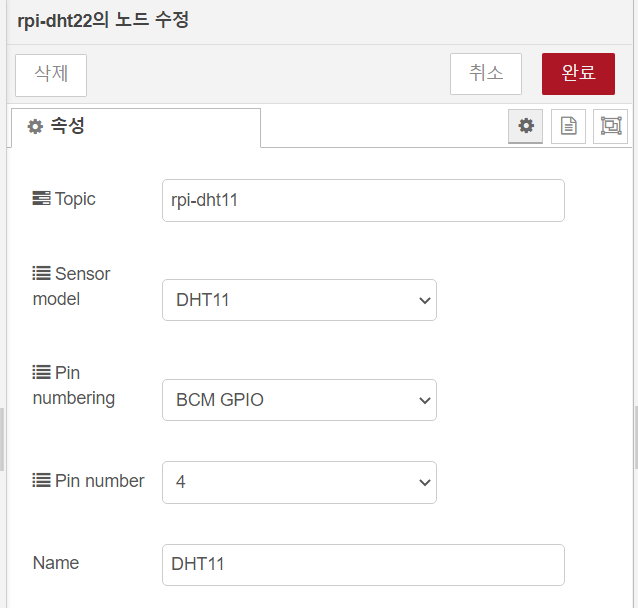 rpi-dht22의 노드 수정
삭제
취소
완료
속성
Topic
rpi-dht11
Sensor
model
DHT11
Pin
numbering
BCM GPIO
Pin number
4
Name
DHT11